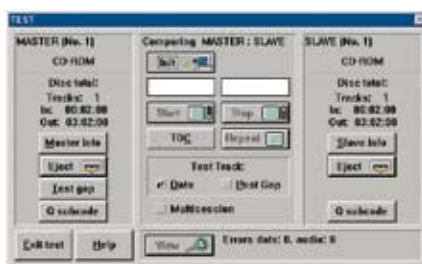 TEST
MASTER (No. 1)
CD-ROM
Disc total:
Tracks: 1
In: 00:02:00
Out: 03:02:00
Master Info
Eject
Test gap
Q subcode
Comparing MASTER : SLAVE
Init
Start
Stop
TOC
Repeat
Test Track:
Data
Post Gap
Multisession
SLAVE (No. 1)
CD-ROM
Disc total:
Tracks: 1
In: 00:02:00
Out: 03:02:00
Slave Info
Eject
Q subcode
Exit test
Help
View
Errors data: 0, audio: 0